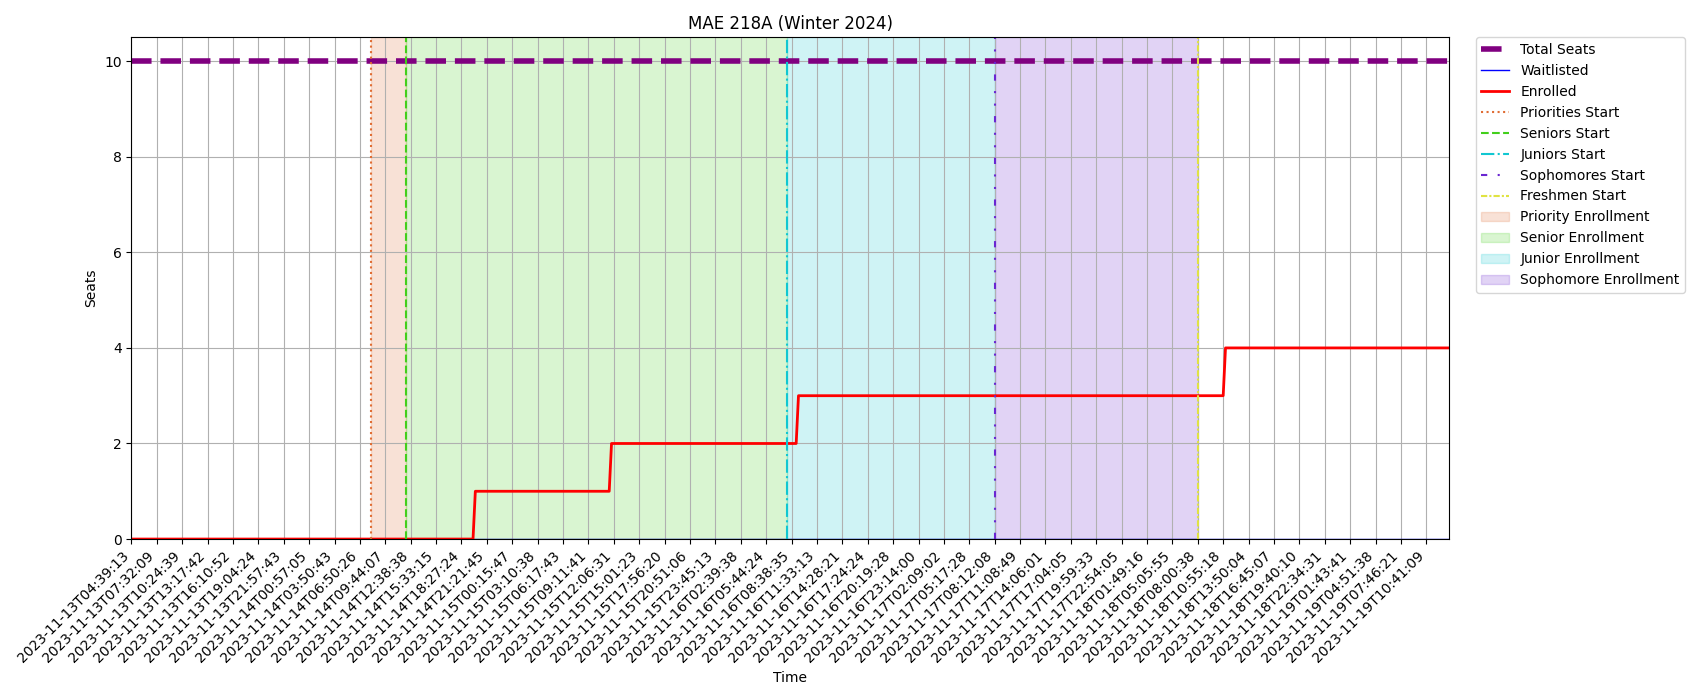 MAE 218A (Winter 2024)
Total Seats
Waitlisted
Enrolled
Priorities Start
Seniors Start
Juniors Start
Sophomores Start
Freshmen Start
Priority Enrollment
Senior Enrollment
Junior Enrollment
Sophomore Enrollment
Seats
10
8
6
4
2
0
2023-11-13T04:39:13
2023-11-13T07:32:09
2023-11-13T10:24:39
2023-11-13T13:17:42
2023-11-13T16:10:52
2023-11-13T19:04:24
2023-11-13T21:57:43
2023-11-14T00:57:05
2023-11-14T03:50:43
2023-11-14T06:50:26
2023-11-14T09:44:07
2023-11-14T12:38:38
2023-11-14T15:33:15
2023-11-14T18:27:24
2023-11-14T21:21:45
2023-11-15T00:15:47
2023-11-15T03:10:38
2023-11-15T06:17:43
2023-11-15T09:11:41
2023-11-15T12:06:31
2023-11-15T15:01:23
2023-11-15T17:56:20
2023-11-15T20:51:06
2023-11-15T23:45:13
2023-11-16T02:39:38
2023-11-16T05:44:24
2023-11-16T08:38:35
2023-11-16T11:33:13
2023-11-16T14:28:21
2023-11-16T17:24:24
2023-11-16T20:19:28
2023-11-16T23:14:00
2023-11-17T02:09:02
2023-11-17T05:17:28
2023-11-17T08:12:08
2023-11-17T11:08:49
2023-11-17T14:06:01
2023-11-17T17:04:05
2023-11-17T19:59:33
2023-11-17T22:54:05
2023-11-18T01:49:16
2023-11-18T05:05:55
2023-11-18T08:00:38
2023-11-18T10:55:18
2023-11-18T13:50:04
2023-11-18T16:45:07
2023-11-18T19:40:10
2023-11-18T22:34:31
2023-11-19T01:43:41
2023-11-19T04:51:38
2023-11-19T07:46:21
2023-11-19T10:41:09
Time